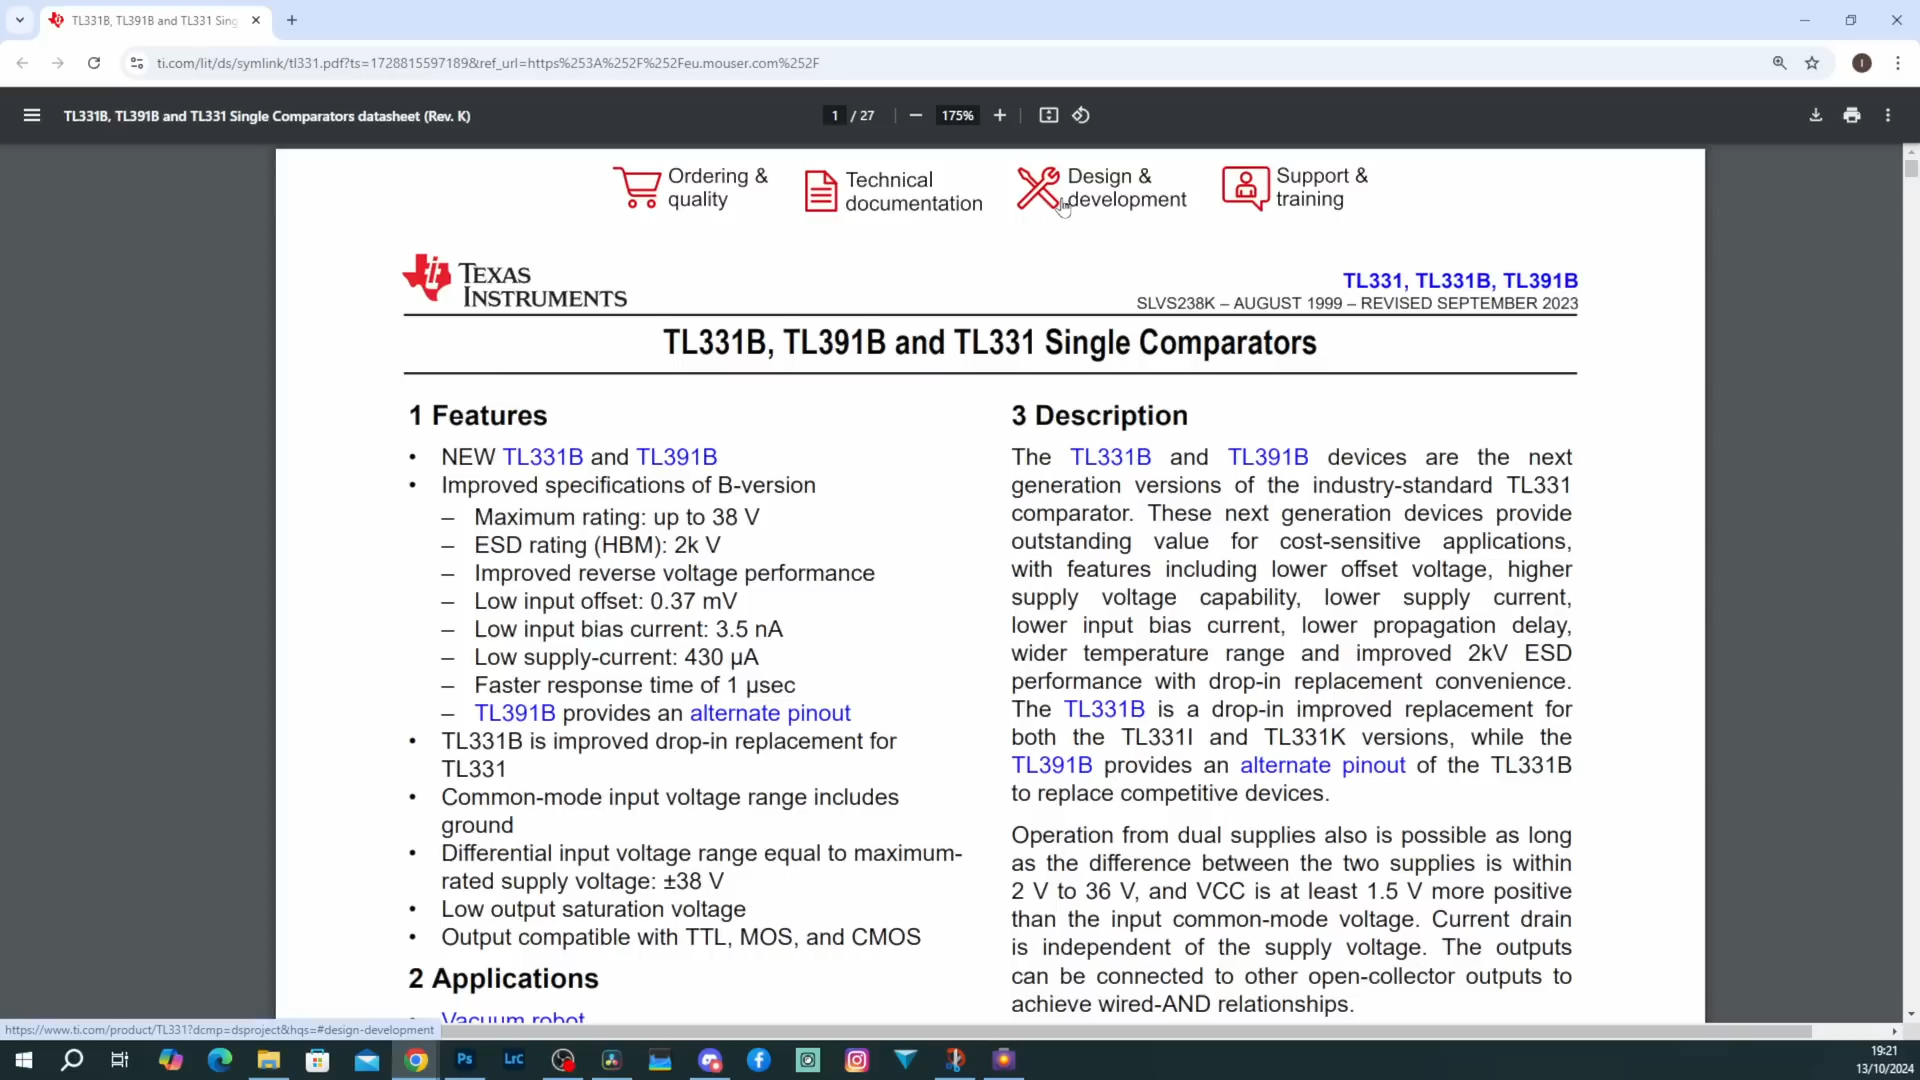 TL331B, TL391B and TL331 Sing
ti.com/lit/ds/symlink/tl331.pdf?ts=1728815597189&ref_url=https%253A%252F%252Feu.mouser.com%252F
I
TL331B, TL391B and TL331 Single Comparators datasheet (Rev. K)
1 / 27
175%
Ordering &
quality
Technical
documentation
Design &
development
Support &
training
TEXAS
INSTRUMENTS
TL331, TL331B, TL391B
SLVS238K – AUGUST 1999 – REVISED SEPTEMBER 2023
TL331B, TL391B and TL331 Single Comparators
1 Features
• NEW TL331B and TL391B
• Improved specifications of B-version
– Maximum rating: up to 38 V
– ESD rating (HBM): 2k V
– Improved reverse voltage performance
– Low input offset: 0.37 mV
– Low input bias current: 3.5 nA
– Low supply-current: 430 µA
– Faster response time of 1 µsec
– TL391B provides an alternate pinout
• TL331B is improved drop-in replacement for
TL331
• Common-mode input voltage range includes
ground
• Differential input voltage range equal to maximum-
rated supply voltage: ±38 V
• Low output saturation voltage
• Output compatible with TTL, MOS, and CMOS
2 Applications
• Vacuum robot
3 Description
The TL331B and TL391B devices are the next
generation versions of the industry-standard TL331
comparator. These next generation devices provide
outstanding value for cost-sensitive applications,
with features including lower offset voltage, higher
supply voltage capability, lower supply current,
lower input bias current, lower propagation delay,
wider temperature range and improved 2kV ESD
performance with drop-in replacement convenience.
The TL331B is a drop-in improved replacement for
both the TL331I and TL331K versions, while the
TL391B provides an alternate pinout of the TL331B
to replace competitive devices.
Operation from dual supplies also is possible as long
as the difference between the two supplies is within
2 V to 36 V, and VCC is at least 1.5 V more positive
than the input common-mode voltage. Current drain
is independent of the supply voltage. The outputs
can be connected to other open-collector outputs to
achieve wired-AND relationships.
https://www.ti.com/product/TL331?dcmp=dsproject&hqs=#design-development
Ps
LrC
19:21
13/10/2024